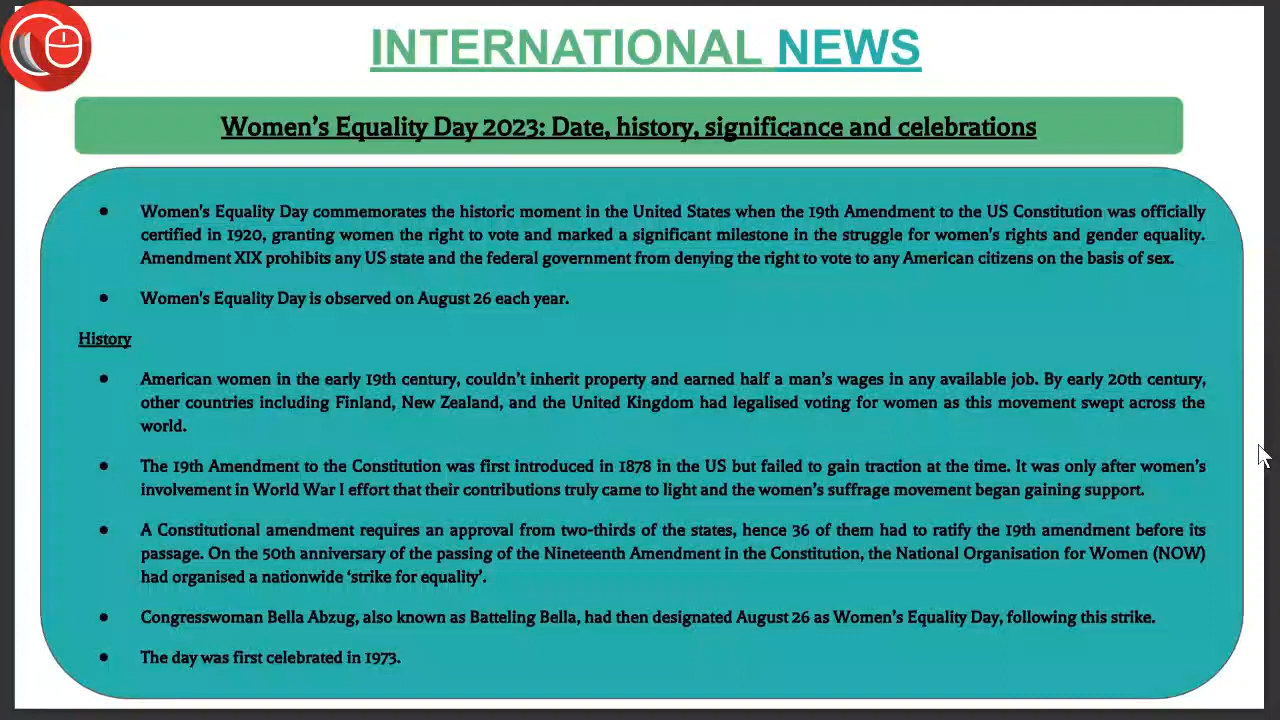 INTERNATIONAL NEWS
Women's Equality Day 2023: Date, history, significance and celebrations
● Women's Equality Day commemorates the historic moment in the United States when the 19th Amendment to the US Constitution was officially
certified in 1920, granting women the right to vote and marked a significant milestone in the struggle for women's rights and gender equality.
Amendment XIX prohibits any US state and the federal government from denying the right to vote to any American citizens on the basis of sex.
● Women's Equality Day is observed on August 26 each year.
History
● American women in the early 19th century, couldn't inherit property and earned half a man's wages in any available job. By early 20th century,
other countries including Finland, New Zealand, and the United Kingdom had legalised voting for women as this movement swept across the
world.
● The 19th Amendment to the Constitution was first introduced in 1878 in the US but failed to gain traction at the time. It was only after women's
involvement in World War I effort that their contributions truly came to light and the women's suffrage movement began gaining support.
● A Constitutional amendment requires an approval from two-thirds of the states, hence 36 of them had to ratify the 19th amendment before its
passage. On the 50th anniversary of the passing of the Nineteenth Amendment in the Constitution, the National Organisation for Women (NOW)
had organised a nationwide 'strike for equality'.
● Congresswoman Bella Abzug, also known as Batteling Bella, had then designated August 26 as Women's Equality Day, following this strike.
● The day was first celebrated in 1973.